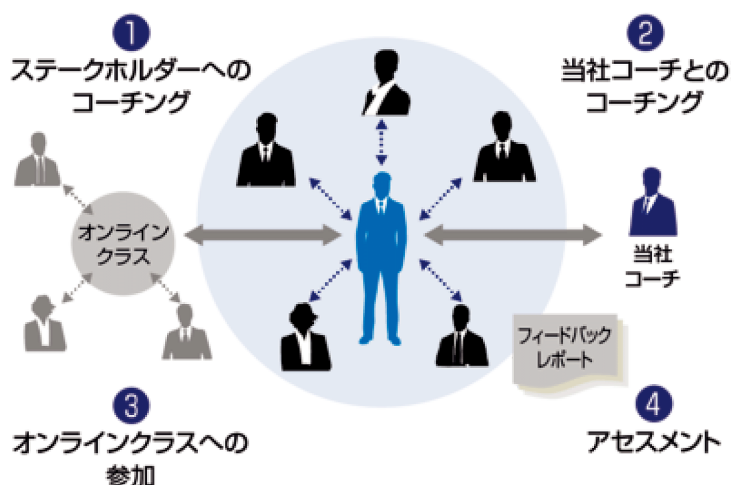 1
ステークホルダーへの
コーチング
2
当社コーチとの
コーチング
オンライン
クラス
当社
コーチ
フィードバック
レポート
3
オンラインクラスへの
参加
4
アセスメント